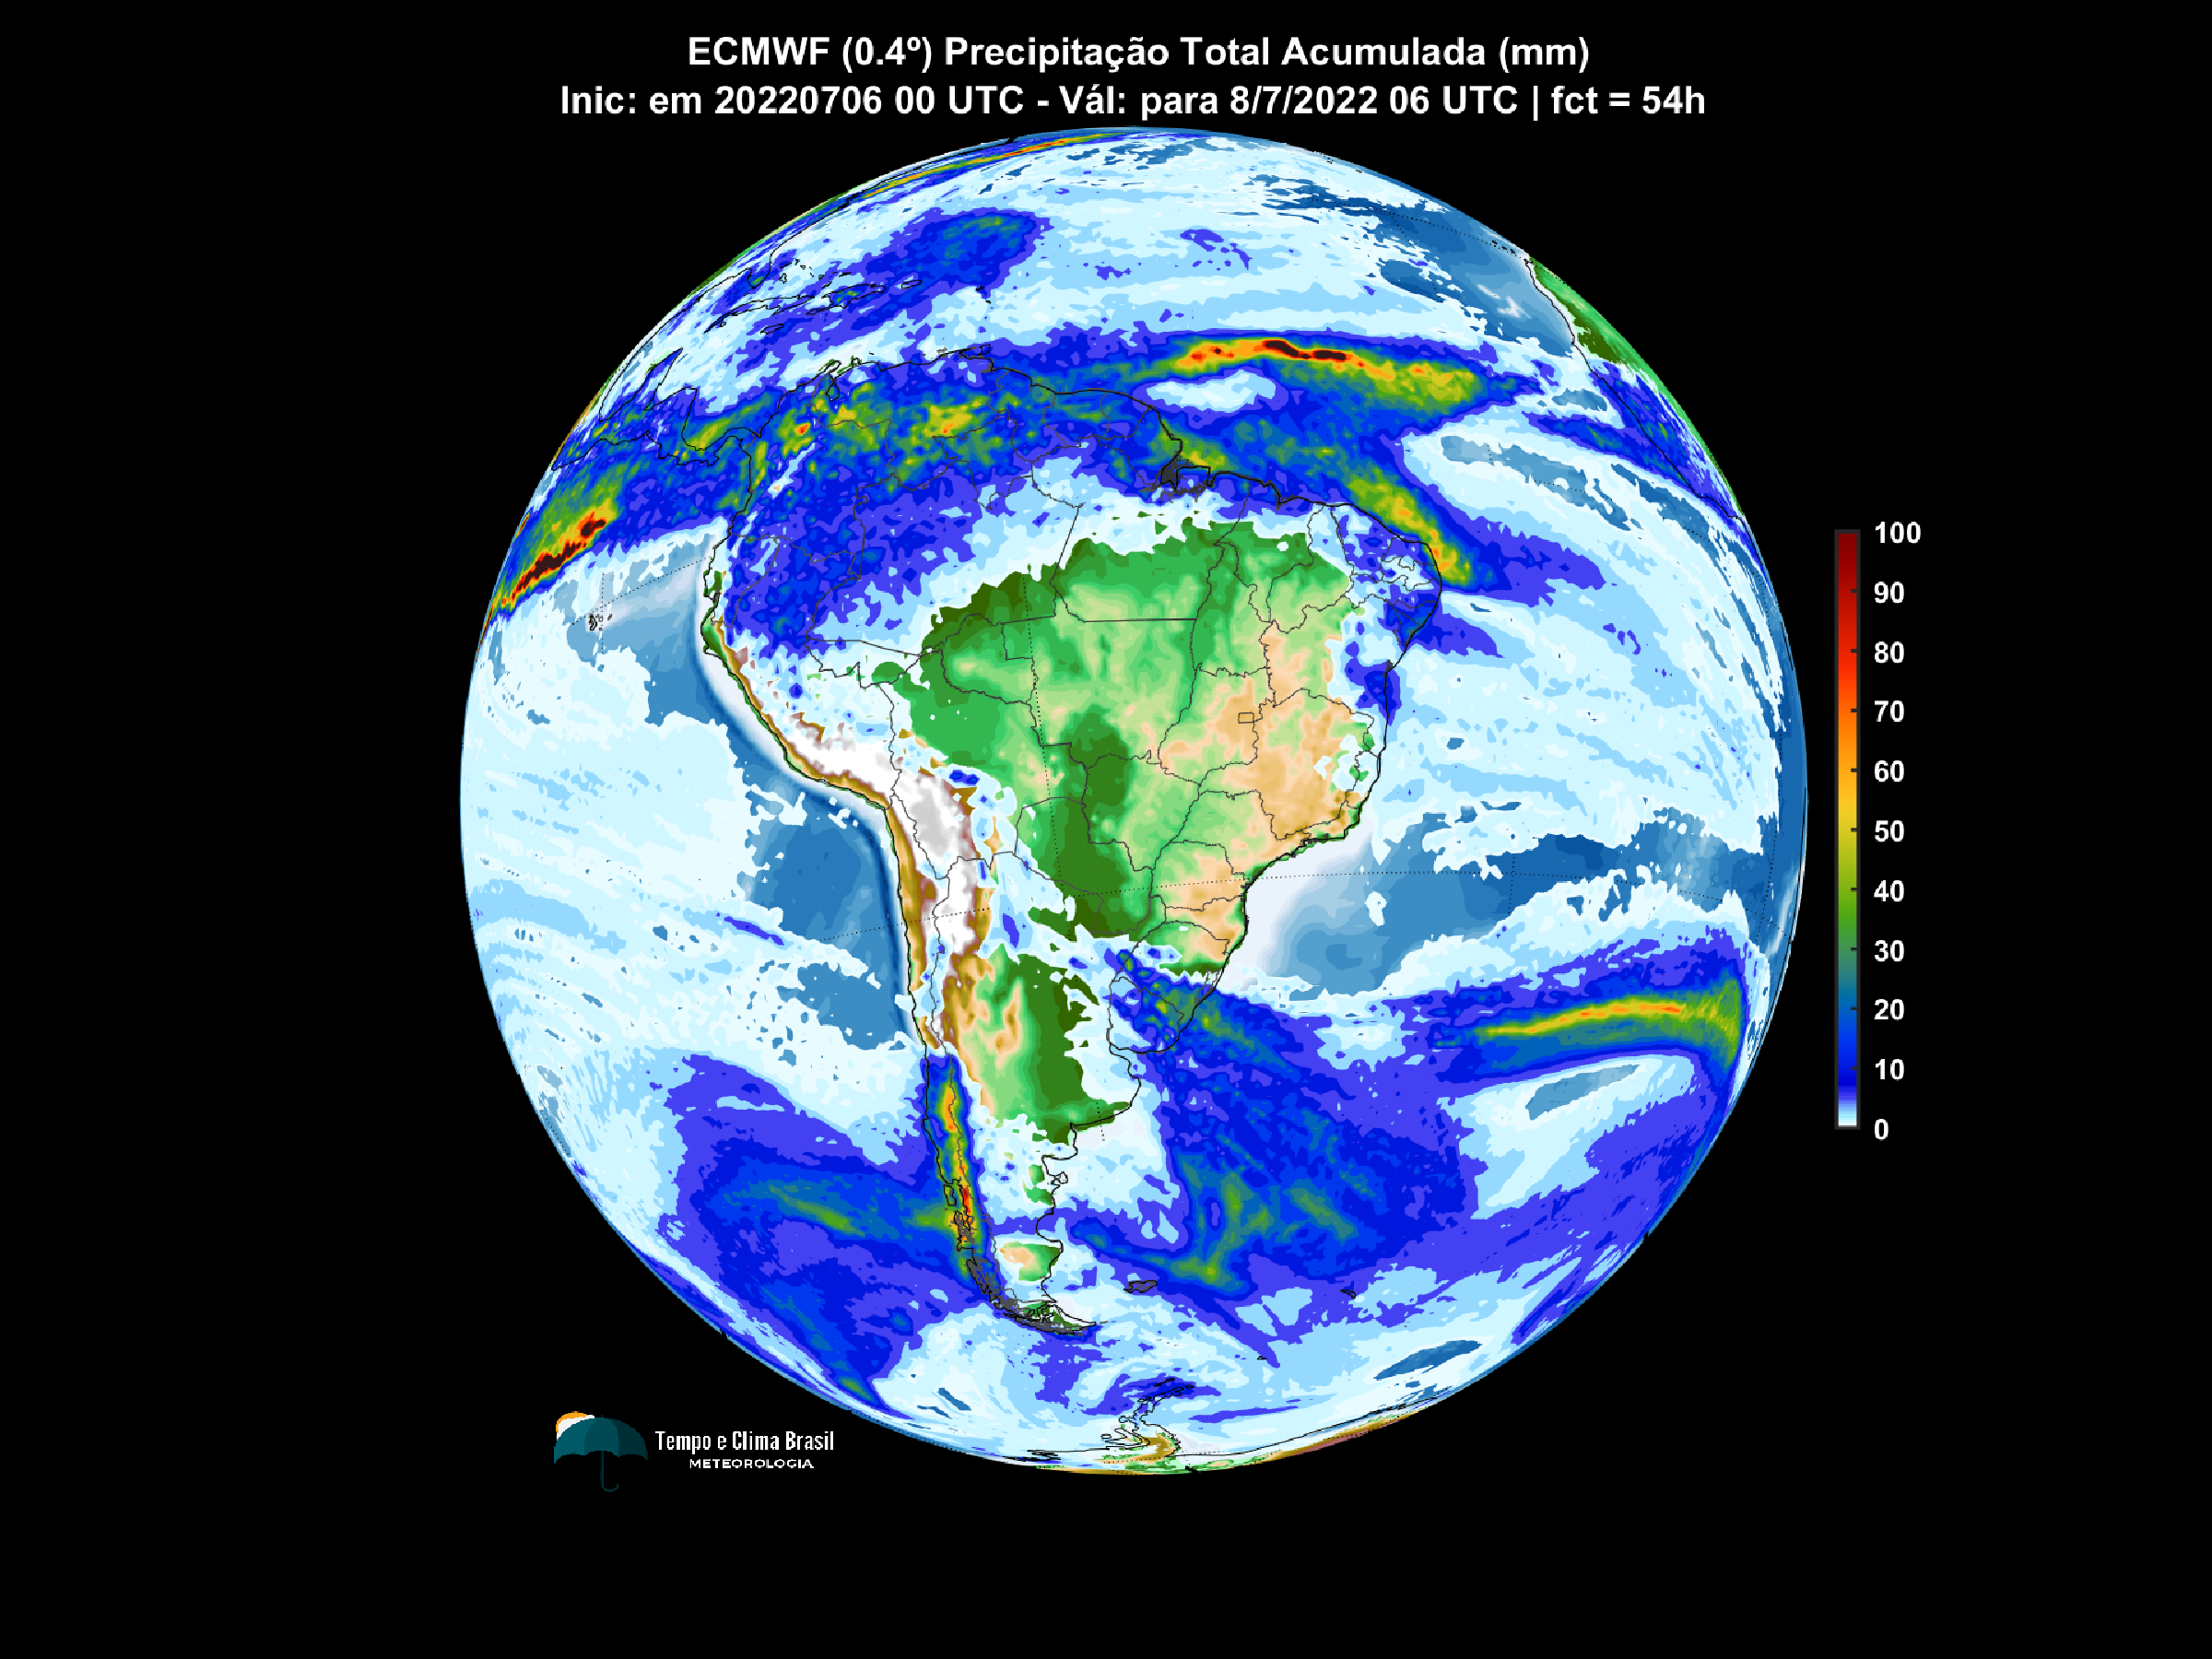 ECMWF (0.4º) Precipitação Total Acumulada (mm)
Inic: em 20220706 00 UTC - Vál: para 8/7/2022 06 UTC | fct = 54h
100
90
80
70
60
50
40
30
20
10
0
Tempo e Clima Brasil
METEOROLOGIA